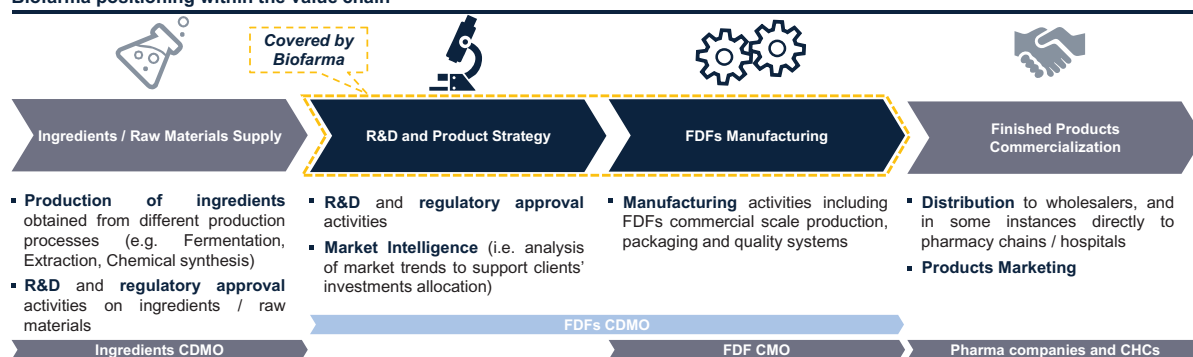 Biofarma positioning within the value chain
Covered by
Biofarma
Ingredients / Raw Materials Supply
R&D and Product Strategy
FDFs Manufacturing
Finished Products
Commercialization
▪ Production of ingredients
obtained from different production
processes (e.g. Fermentation,
Extraction, Chemical synthesis)
▪ R&D and regulatory approval
activities on ingredients / raw
materials
▪ R&D and regulatory approval
activities
▪ Market Intelligence (i.e. analysis
of market trends to support clients’
investments allocation)
▪ Manufacturing activities including
FDFs commercial scale production,
packaging and quality systems
▪ Distribution to wholesalers, and
in some instances directly to
pharmacy chains / hospitals
▪ Products Marketing
FDFs CDMO
Ingredients CDMO
FDF CMO
Pharma companies and CHCs